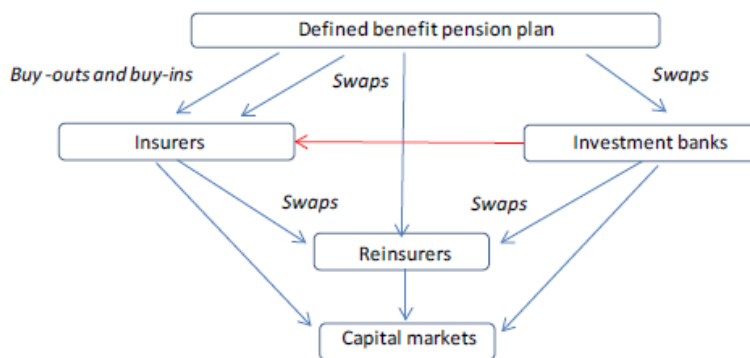 Defined benefit pension plan
Buy -outs and buy-ins
Swaps
Swaps
Insurers
Investment banks
Swaps
Swaps
Reinsurers
Capital markets